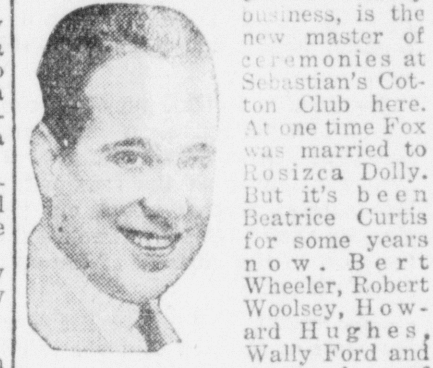 business, is the
new master of
ceremonies at
Sebastian's Cot-
ton Club here.
At one time Fox
was married to
Rosizca Dolly.
But it's been
Beatrice Curtis
for some years
now. Bert
Wheeler, Robert
Woolsey, How-
ard Hughes,
Wally Ford and